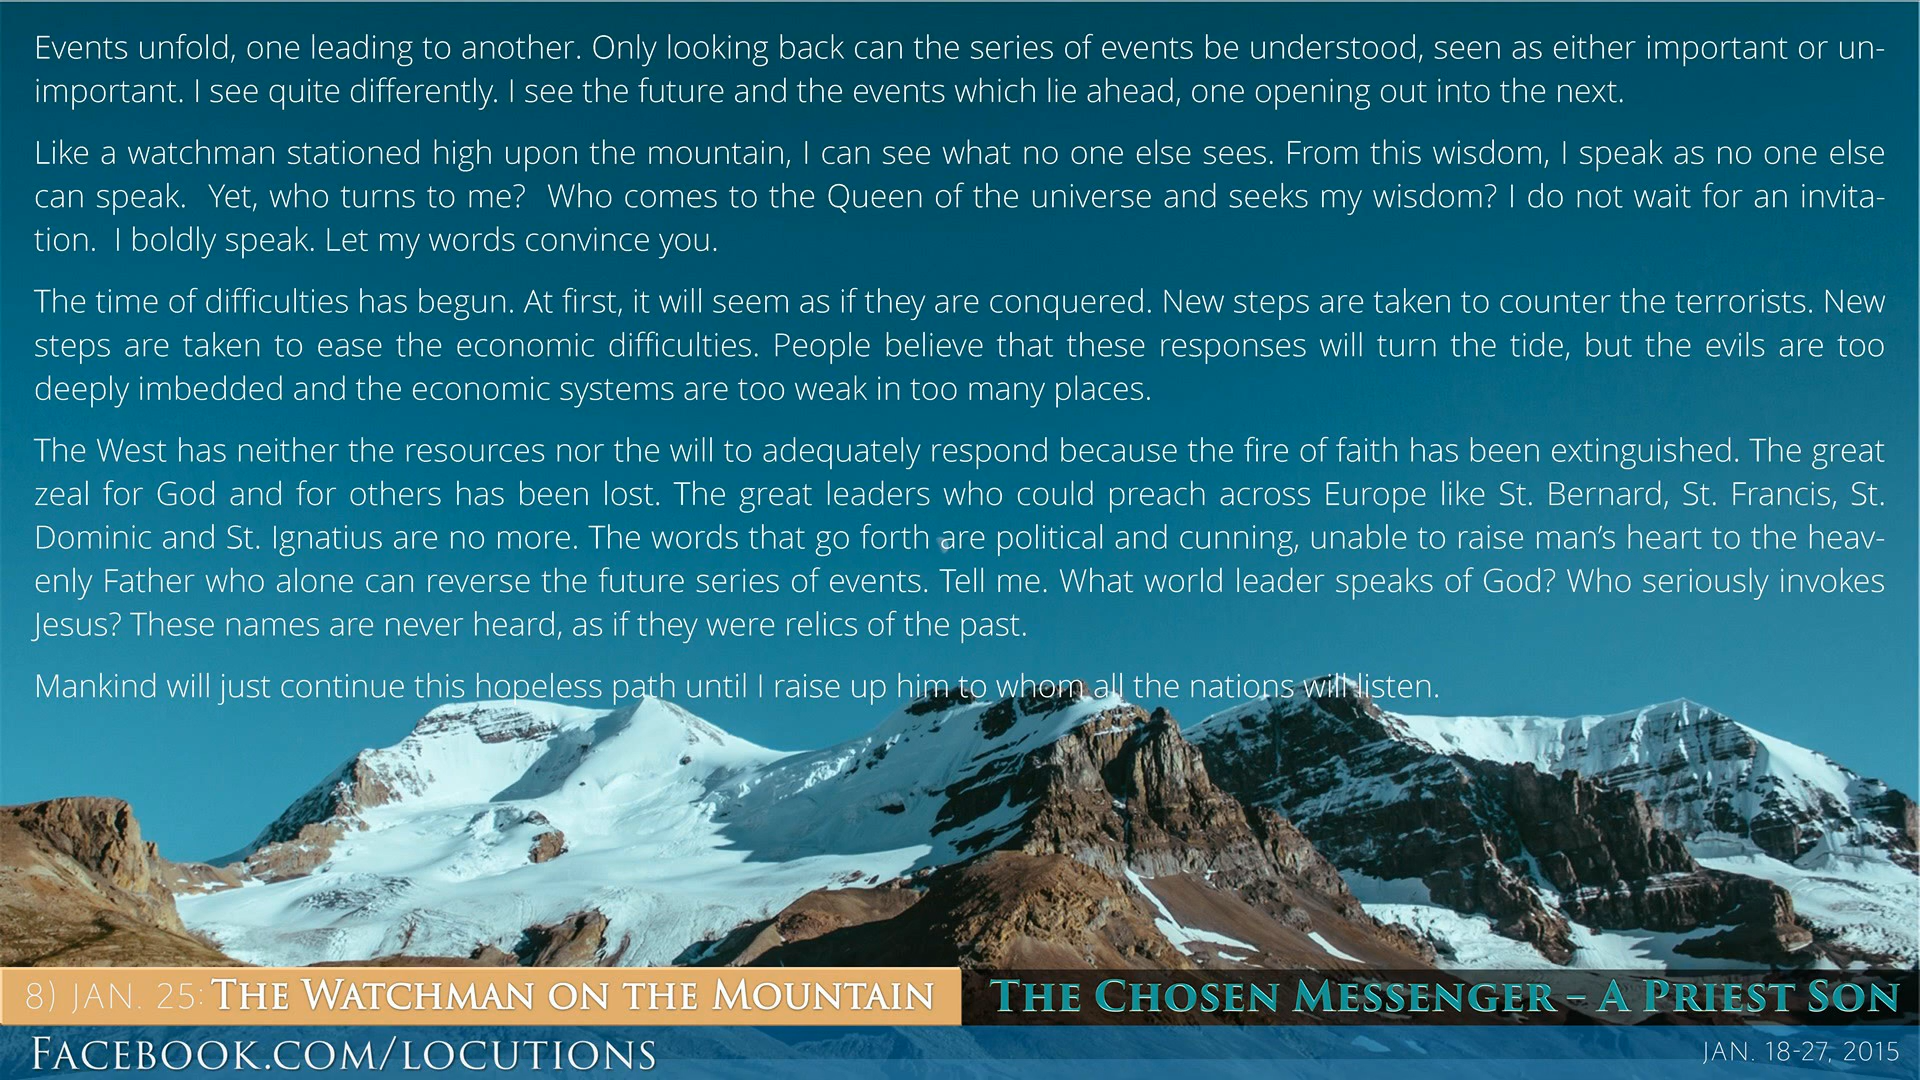 Events unfold, one leading to another. Only looking back can the series of events be understood, seen as either important or un-
important. I see quite differently. I see the future and the events which lie ahead, one opening out into the next.
Like a watchman stationed high upon the mountain, I can see what no one else sees. From this wisdom, I speak as no one else
can speak.  Yet, who turns to me?  Who comes to the Queen of the universe and seeks my wisdom? I do not wait for an invita-
tion.  I boldly speak. Let my words convince you.
The time of difficulties has begun. At first, it will seem as if they are conquered. New steps are taken to counter the terrorists. New
steps are taken to ease the economic difficulties. People believe that these responses will turn the tide, but the evils are too
deeply imbedded and the economic systems are too weak in too many places.
The West has neither the resources nor the will to adequately respond because the fire of faith has been extinguished. The great
zeal for God and for others has been lost. The great leaders who could preach across Europe like St. Bernard, St. Francis, St.
Dominic and St. Ignatius are no more. The words that go forth are political and cunning, unable to raise man’s heart to the heav-
enly Father who alone can reverse the future series of events. Tell me. What world leader speaks of God? Who seriously invokes
Jesus? These names are never heard, as if they were relics of the past.
Mankind will just continue this hopeless path until I raise up him to whom all the nations will listen.
8) JAN. 25: THE WATCHMAN ON THE MOUNTAIN
THE CHOSEN MESSENGER – A PRIEST SON
FACEBOOK.COM/LOCUTIONS
JAN. 18-27, 2015